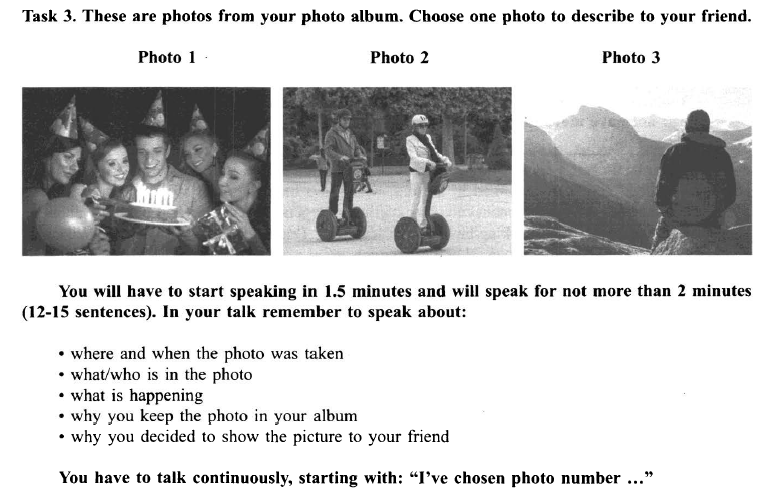 Task 3. These are photos from your photo album. Choose one photo to describe to your friend.
Photo 1 Photo 2 Photo 3
You will have to start speaking in 1.5 minutes and will speak for not more than 2 minutes
(12-15 sentences). In your talk remember to speak about:
• where and when the photo was taken
• what/who is in the photo
• what is happening
• why you keep the photo in your album
• why you decided to show the picture to your friend
You have to talk continuously, starting with: “I’ve chosen photo number ...”